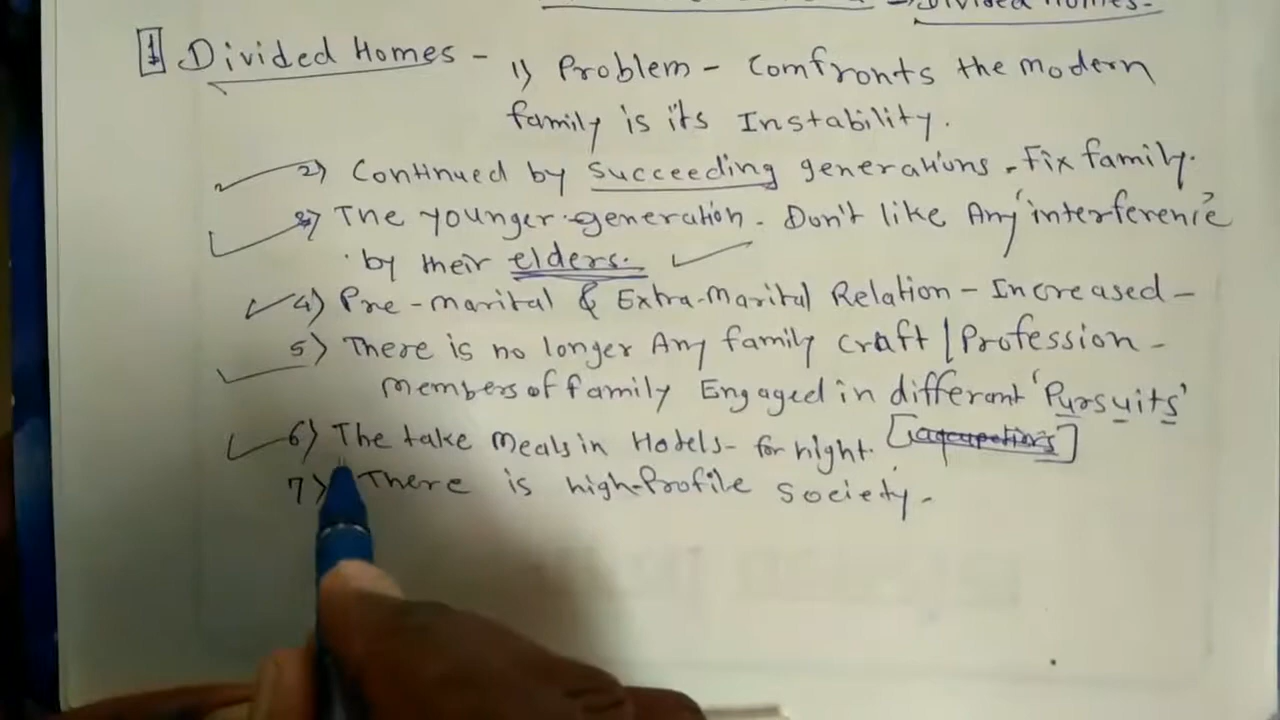 Divided Homes-
1 Divided Homes - 1) Problem - Comfronts the modern
family is its Instability.
2) Continued by succeeding generations - Fix family.
3) The younger generation - Don't like Any 'interference
by their elders.
4) Pre-marital & Extra-marital Relation - Increased -
5) There is no longer Any family craft | Profession -
members of family Engaged in different 'Pursuits'
6) The take meals in Hotels - for night.
7) There is high-Profile society -